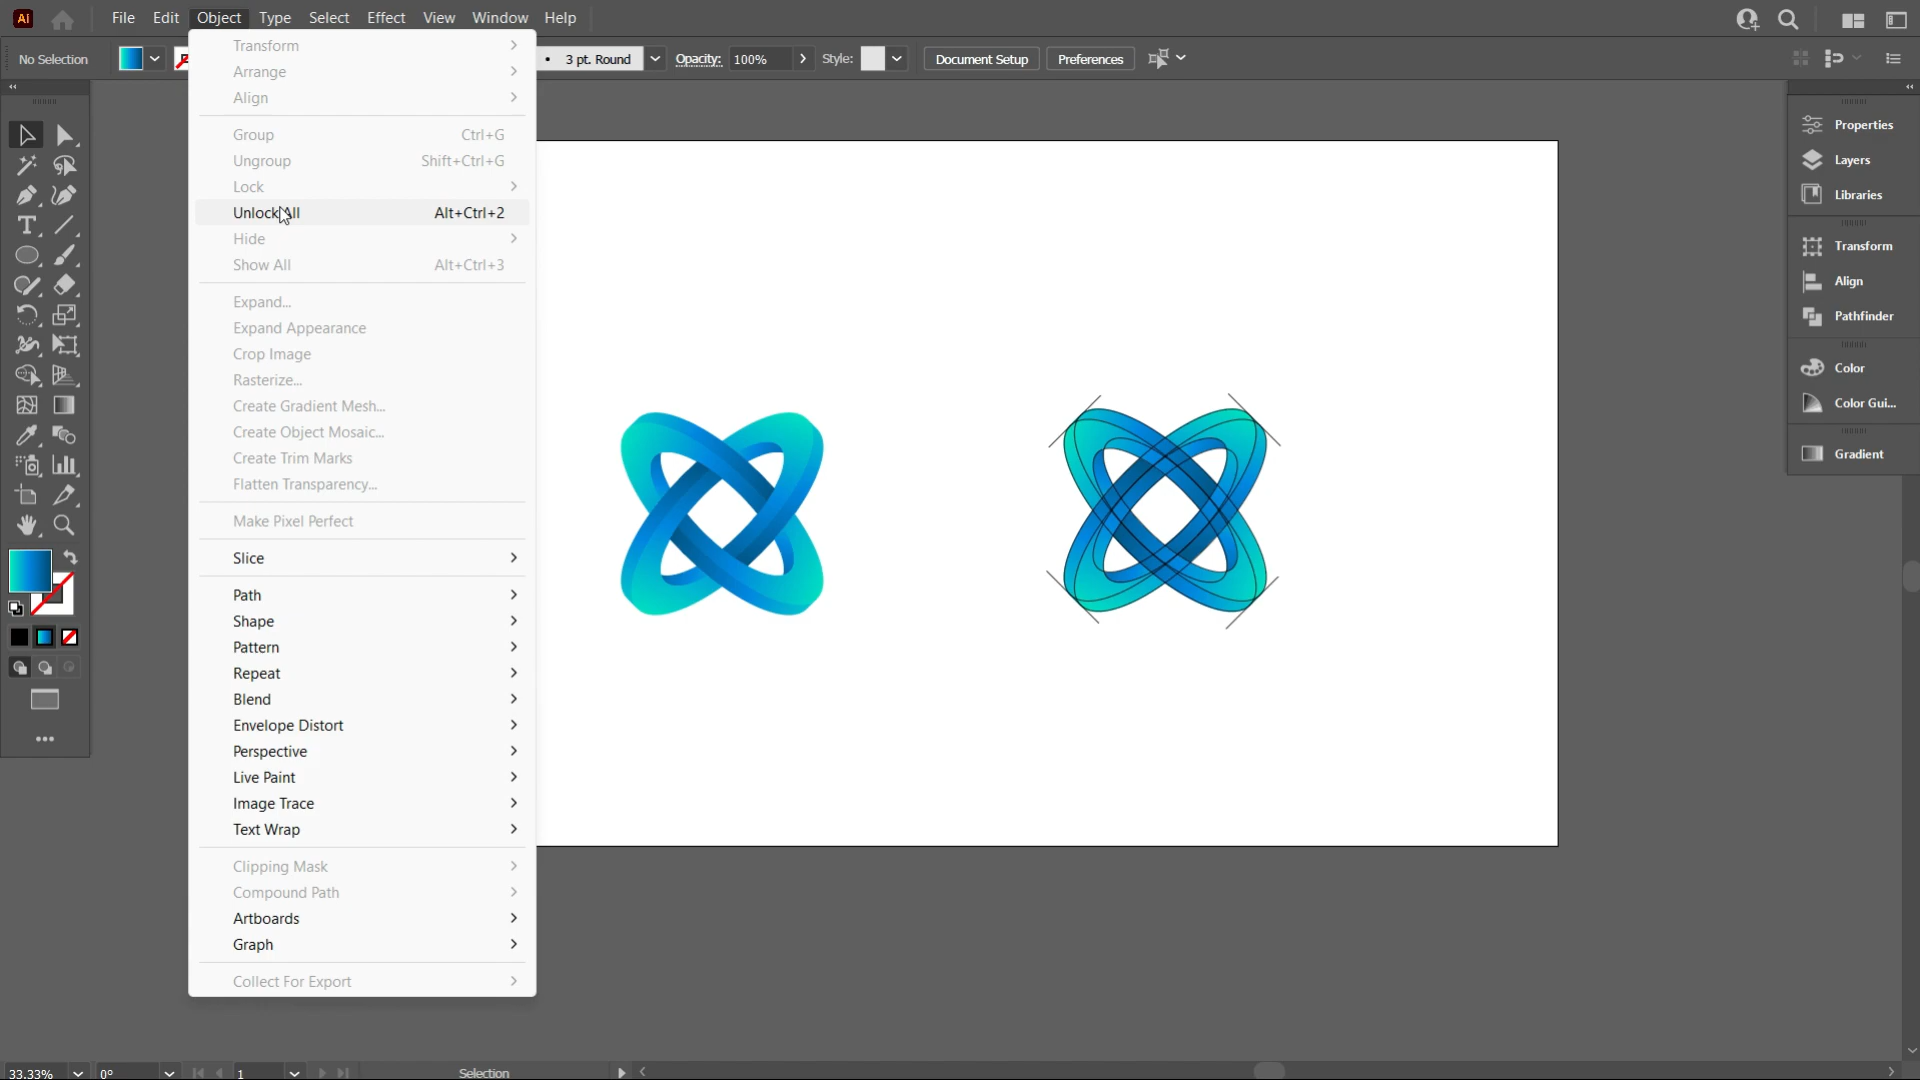 Ai File Edit Object Type Select Effect View Window Help
No Selection 3 pt. Round Opacity: 100% Style: Document Setup Preferences
Transform
Arrange
Align
Group Ctrl+G
Ungroup Shift+Ctrl+G
Lock
Unlock All Alt+Ctrl+2
Hide
Show All Alt+Ctrl+3
Expand...
Expand Appearance
Crop Image
Rasterize...
Create Gradient Mesh...
Create Object Mosaic...
Create Trim Marks
Flatten Transparency...
Make Pixel Perfect
Slice
Path
Shape
Pattern
Repeat
Blend
Envelope Distort
Perspective
Live Paint
Image Trace
Text Wrap
Clipping Mask
Compound Path
Artboards
Graph
Collect For Export
Properties
Layers
Libraries
Transform
Align
Pathfinder
Color
Color Gui...
Gradient
33.33% 0° 1 Selection